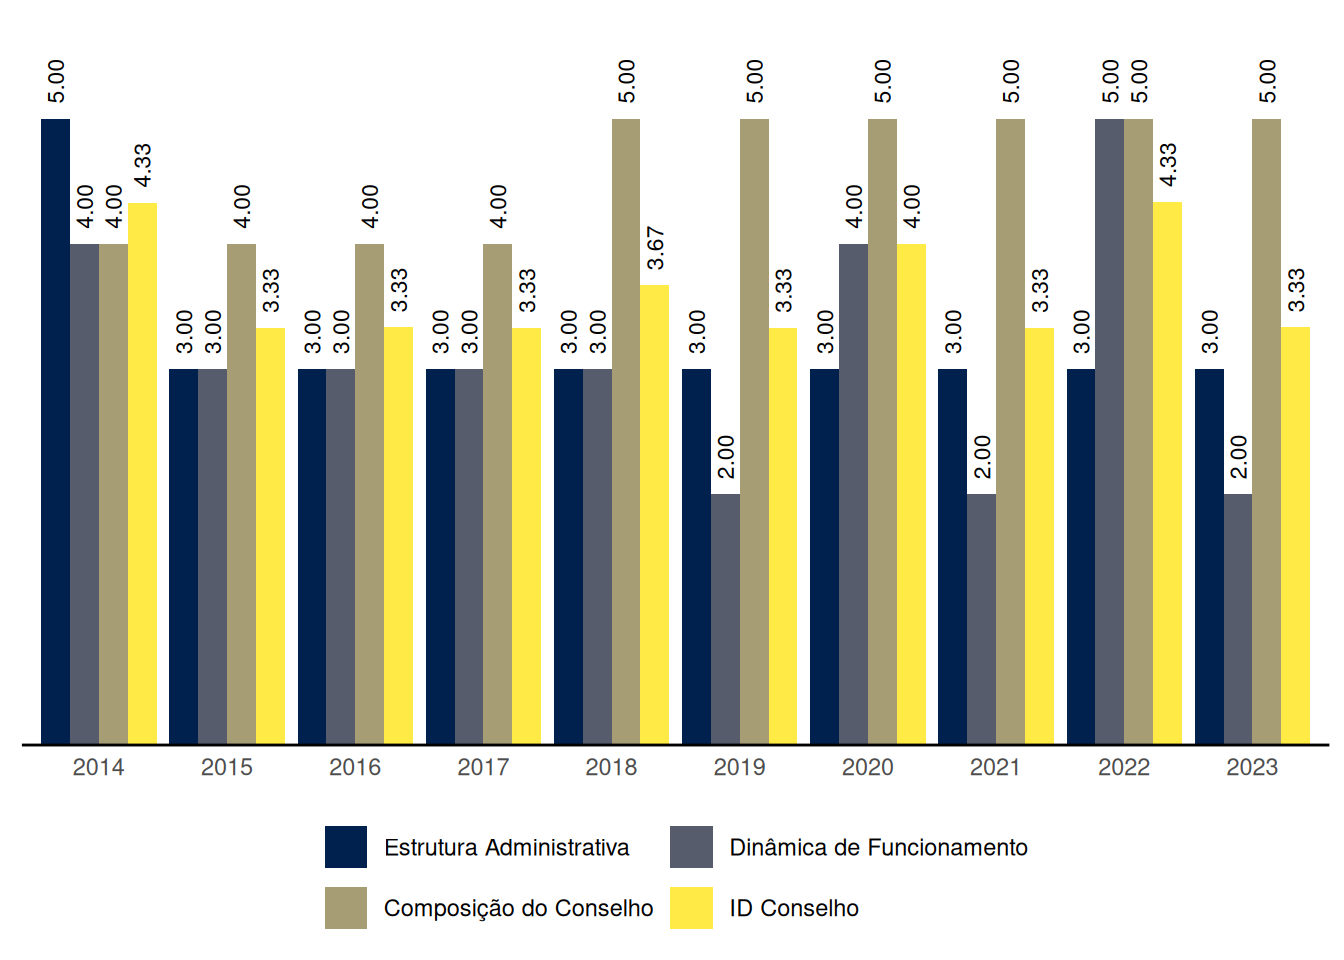 5.00 4.00 4.00 4.33
3.00 3.00 4.00 3.33
3.00 3.00 4.00 3.33
3.00 3.00 4.00 3.33
3.00 3.00 5.00 3.67
3.00 2.00 5.00 3.33
3.00 4.00 5.00 4.00
3.00 2.00 5.00 3.33
3.00 5.00 5.00 4.33
3.00 2.00 5.00 3.33
2014 2015 2016 2017 2018 2019 2020 2021 2022 2023
Estrutura Administrativa Dinâmica de Funcionamento
Composição do Conselho ID Conselho